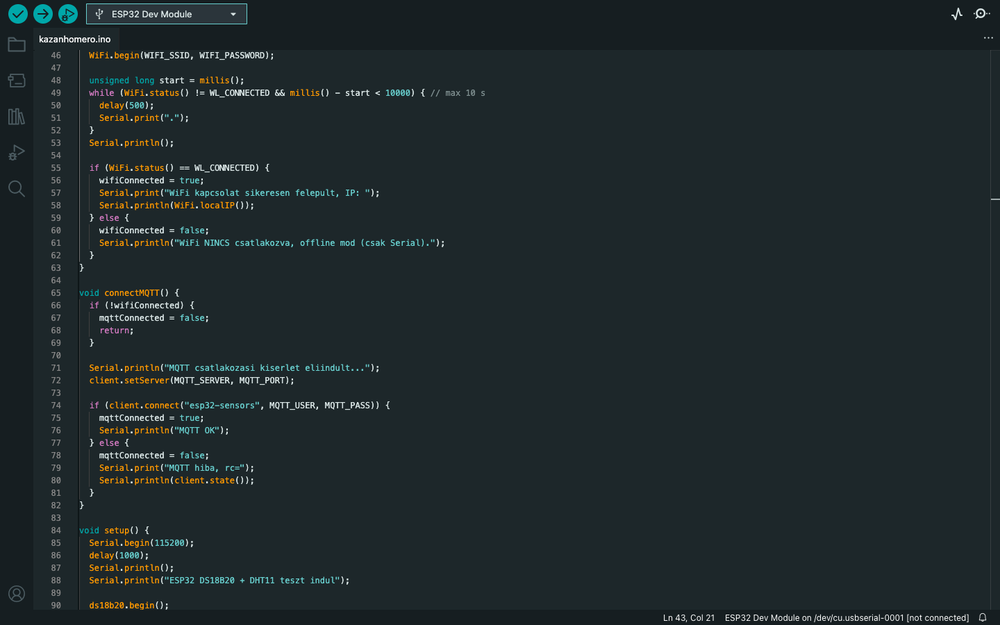 ESP32 Dev Module
kazanhomero.ino
46 WiFi.begin(WIFI_SSID, WIFI_PASSWORD);
47
48 unsigned long start = millis();
49 while (WiFi.status() != WL_CONNECTED && millis() - start < 10000) { // max 10 s
50 delay(500);
51 Serial.print(".");
52 }
53 Serial.println();
54
55 if (WiFi.status() == WL_CONNECTED) {
56 wifiConnected = true;
57 Serial.print("WiFi kapcsolat sikeresen felepult, IP: ");
58 Serial.println(WiFi.localIP());
59 } else {
60 wifiConnected = false;
61 Serial.println("WiFi NINCS csatlakozva, offline mod (csak Serial).");
62 }
63 }
64
65 void connectMQTT() {
66 if (!wifiConnected) {
67 mqttConnected = false;
68 return;
69 }
70
71 Serial.println("MQTT csatlakozasi kiserlet eliindult...");
72 client.setServer(MQTT_SERVER, MQTT_PORT);
73
74 if (client.connect("esp32-sensors", MQTT_USER, MQTT_PASS)) {
75 mqttConnected = true;
76 Serial.println("MQTT OK");
77 } else {
78 mqttConnected = false;
79 Serial.print("MQTT hiba, rc=");
80 Serial.println(client.state());
81 }
82 }
83
84 void setup() {
85 Serial.begin(115200);
86 delay(1000);
87 Serial.println();
88 Serial.println("ESP32 DS18B20 + DHT11 teszt indul");
89
90 ds18b20.begin();
Ln 43, Col 21 ESP32 Dev Module on /dev/cu.usbserial-0001 [not connected]